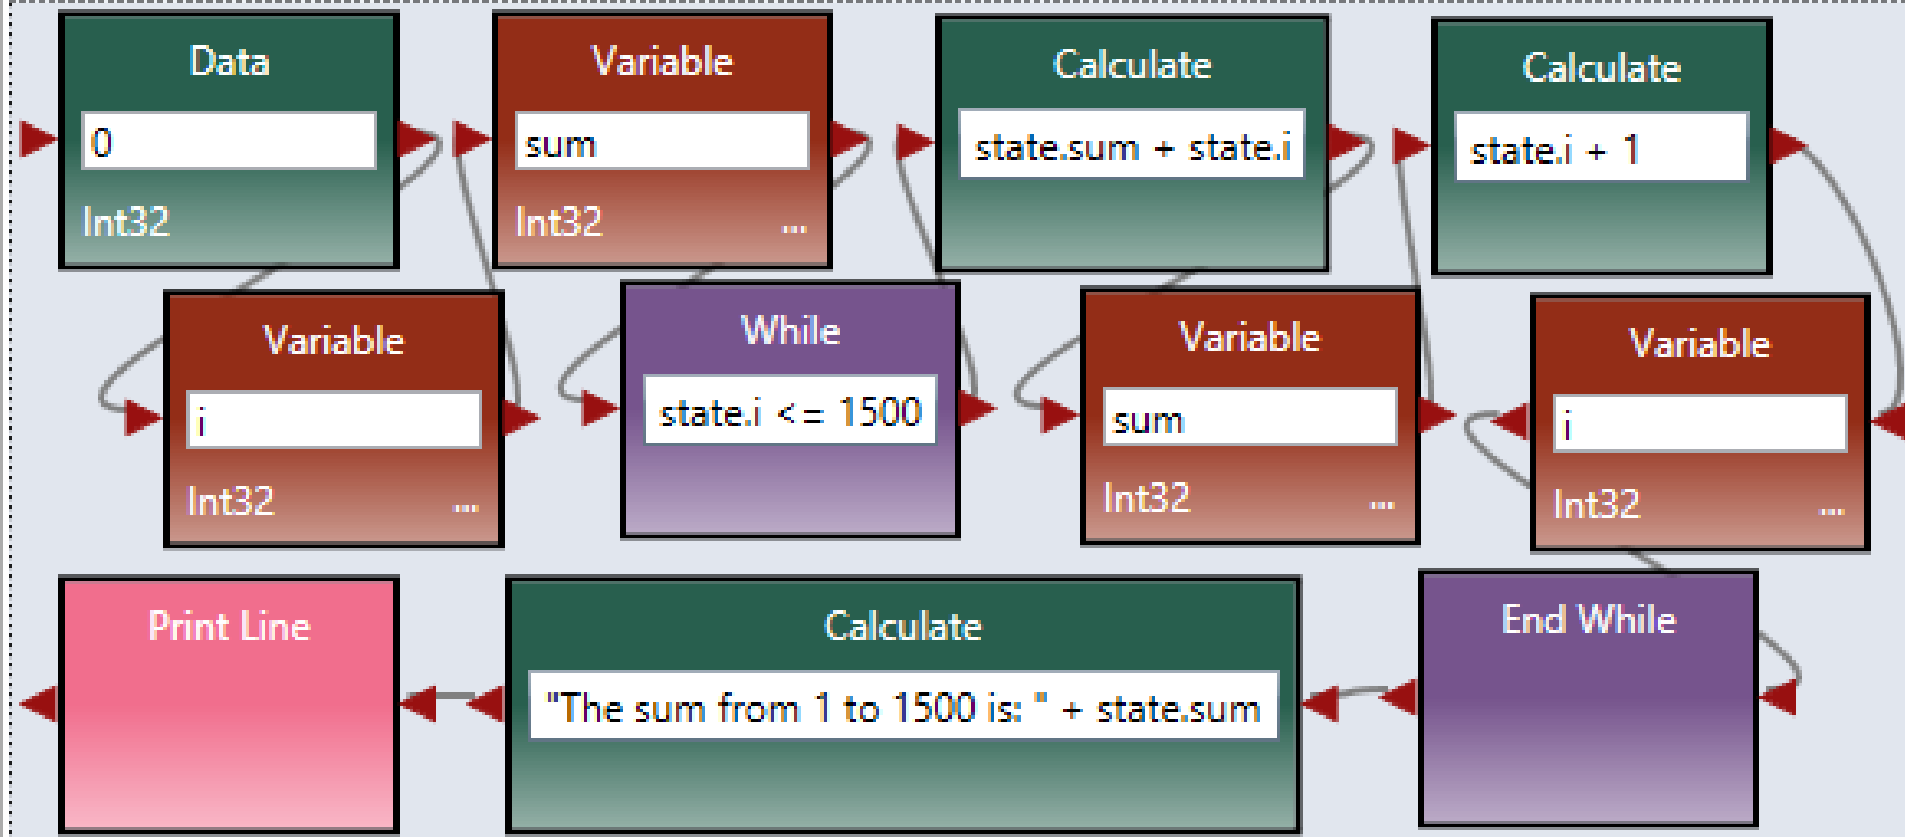 Data
0
Int32
Variable
sum
Int32
...
Calculate
state.sum + state.i
Calculate
state.i + 1
Variable
i
Int32
...
While
state.i <= 1500
Variable
sum
Int32
...
Variable
i
Int32
...
Print Line
Calculate
"The sum from 1 to 1500 is: " + state.sum
End While